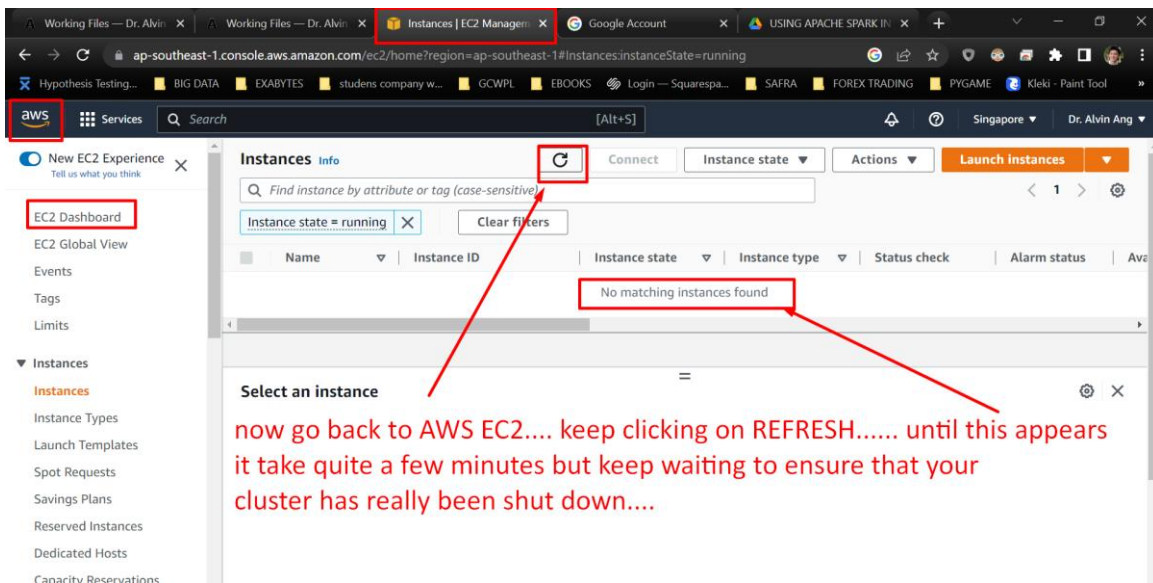 Working Files — Dr. Alvin
Working Files — Dr. Alvin
Instances | EC2 Managem
Google Account
USING APACHE SPARK IN
ap-southeast-1.console.aws.amazon.com/ec2/home?region=ap-southeast-1#Instances:instanceState=running
Hypothesis Testing...
BIG DATA
EXABYTES
studens company w...
GCWPL
EBOOKS
Login — Squarespa...
SAFRA
FOREX TRADING
PYGAME
Kleki - Paint Tool
»
aws
Services
Search
[Alt+S]
Singapore
Dr. Alvin Ang
New EC2 Experience
Tell us what you think
EC2 Dashboard
EC2 Global View
Events
Tags
Limits
Instances
Instances
Instance Types
Launch Templates
Spot Requests
Savings Plans
Reserved Instances
Dedicated Hosts
Capacity Reservations
Instances Info
Connect
Instance state
Actions
Launch instances
Find instance by attribute or tag (case-sensitive)
1
Instance state = running
Clear filters
Name
Instance ID
Instance state
Instance type
Status check
Alarm status
Ava
No matching instances found
Select an instance
now go back to AWS EC2.... keep clicking on REFRESH...... until this appears
it take quite a few minutes but keep waiting to ensure that your
cluster has really been shut down....